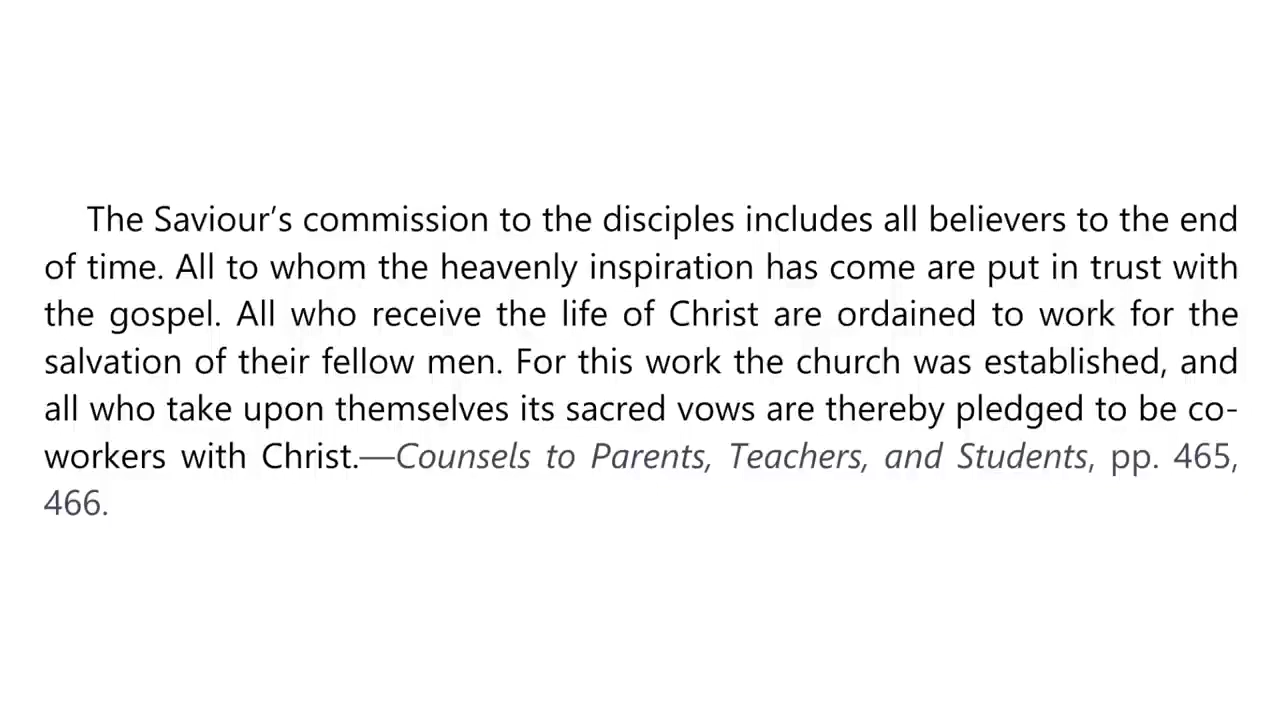 The Saviour’s commission to the disciples includes all believers to the end
of time. All to whom the heavenly inspiration has come are put in trust with
the gospel. All who receive the life of Christ are ordained to work for the
salvation of their fellow men. For this work the church was established, and
all who take upon themselves its sacred vows are thereby pledged to be co-
workers with Christ.—Counsels to Parents, Teachers, and Students, pp. 465,
466.